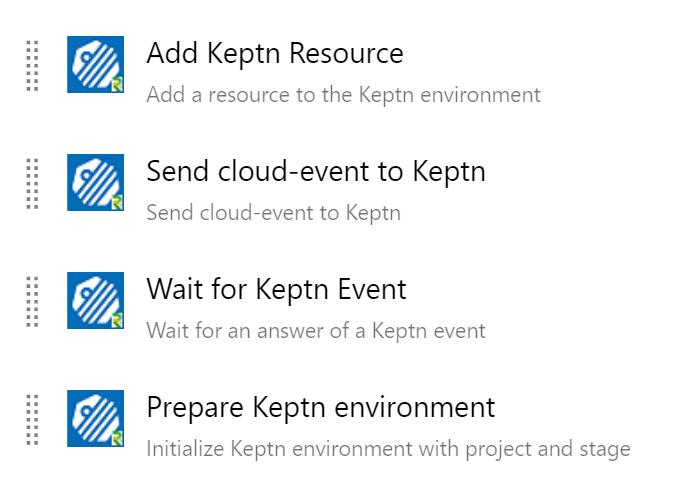 Add Keptn Resource
Add a resource to the Keptn environment
Send cloud-event to Keptn
Send cloud-event to Keptn
Wait for Keptn Event
Wait for an answer of a Keptn event
Prepare Keptn environment
Initialize Keptn environment with project and stage